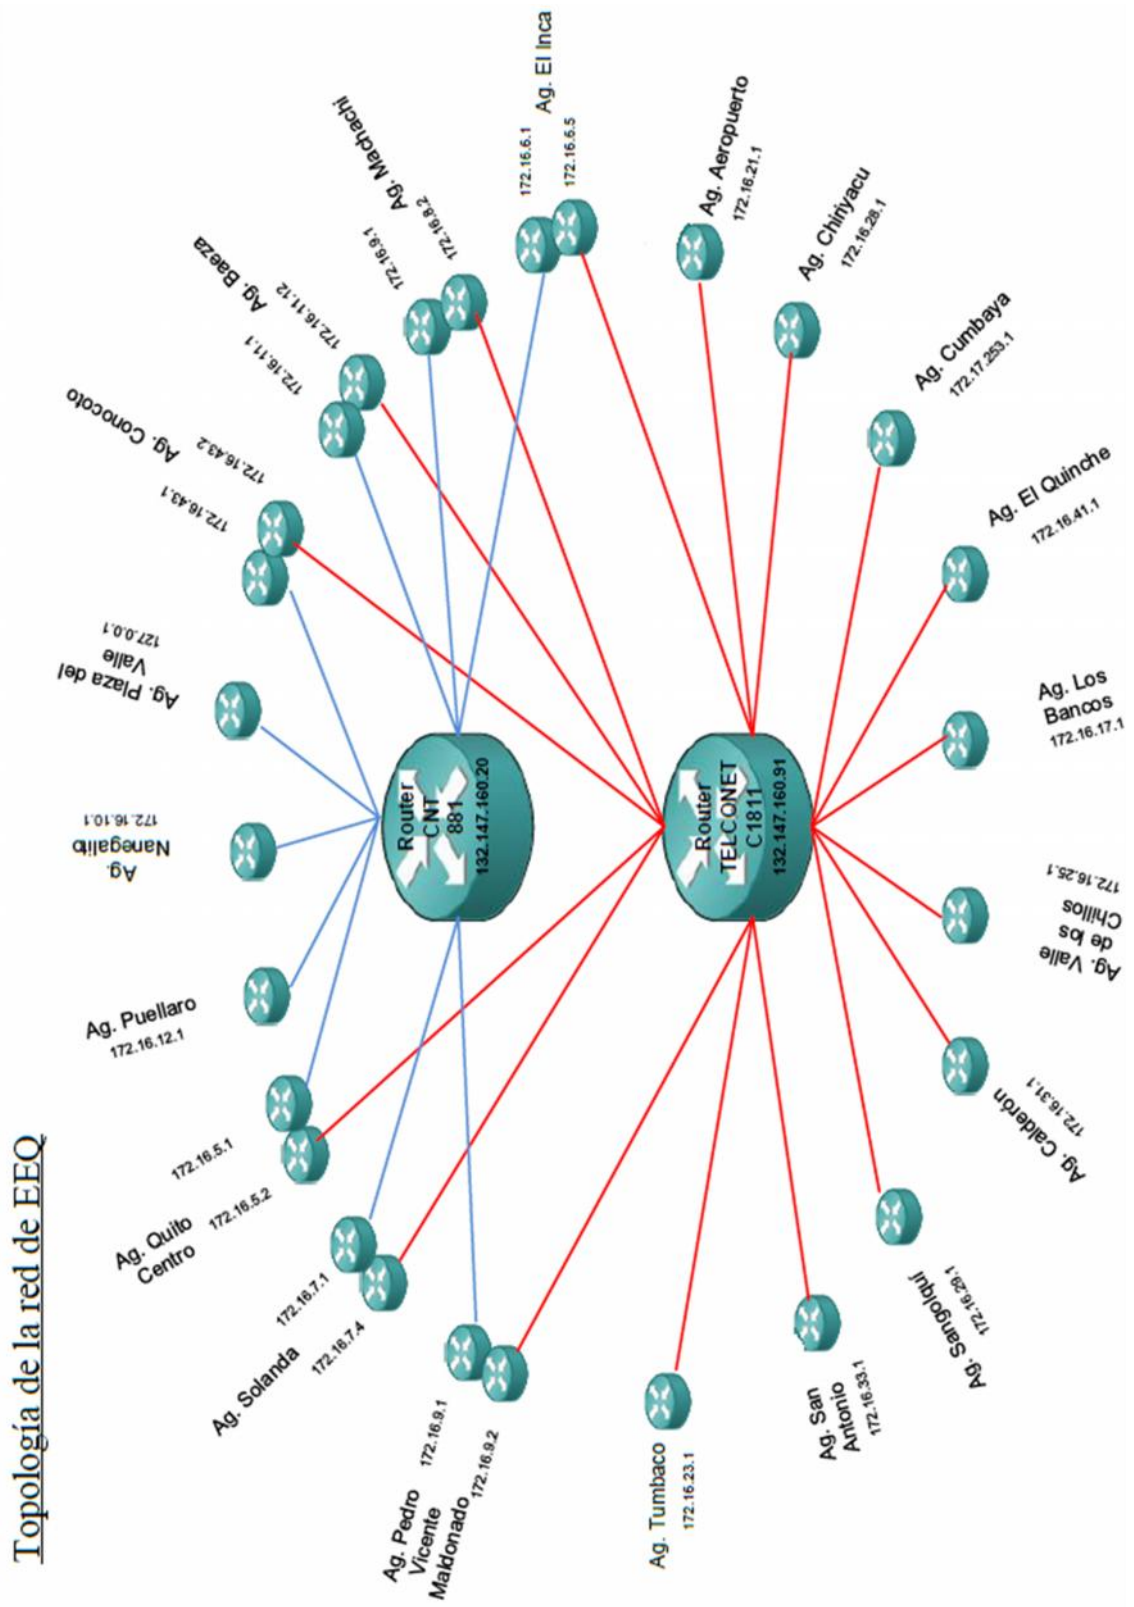 Topología de la red de EEQ
Ag. El Inca
172.16.6.1
172.16.6.5
Ag. Machachi
172.16.9.1
172.16.8.2
Ag. Baeza
172.16.11.1
172.16.11.12
Ag. Conocoto
172.16.43.1
172.16.43.2
Ag. Plaza del
Valle
127.0.0.1
Ag.
Nanegalito
172.16.10.1
Ag. Puellaro
172.16.12.1
Ag. Quito
Centro
172.16.5.1
172.16.5.2
Ag. Solanda
172.16.7.1
172.16.7.4
Ag. Pedro
Vicente
Maldonado
172.16.9.1
172.16.9.2
Ag. Tumbaco
172.16.23.1
Ag. San
Antonio
172.16.33.1
Ag. Sangolquí
172.16.29.1
Ag. Calderón
172.16.31.1
Ag. Valle
de los
Chillos
172.16.25.1
Ag. Los
Bancos
172.16.17.1
Ag. El Quinche
172.16.41.1
Ag. Cumbaya
172.17.253.1
Ag. Chiriyacu
172.16.28.1
Ag. Aeropuerto
172.16.21.1
Router
CNT
881
132.147.160.20
Router
TELCONET
C1811
132.147.160.91